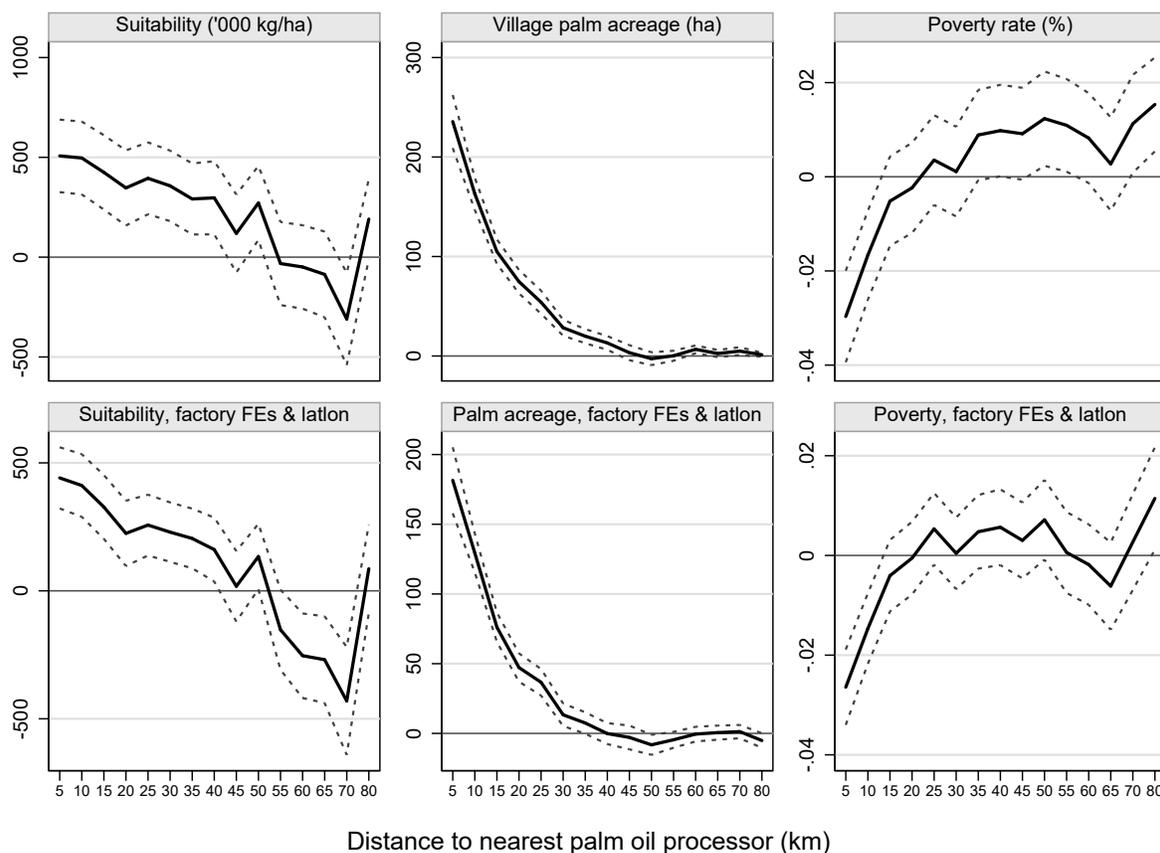 Suitability ('000 kg/ha)
Village palm acreage (ha)
Poverty rate (%)
1000
500
0
-500
300
200
100
0
.02
0
-.02
-.04
Suitability, factory FEs & latlon
Palm acreage, factory FEs & latlon
Poverty, factory FEs & latlon
500
0
-500
200
150
100
50
0
.02
0
-.02
-.04
5 10 15 20 25 30 35 40 45 50 55 60 65 70 80
5 10 15 20 25 30 35 40 45 50 55 60 65 70 80
5 10 15 20 25 30 35 40 45 50 55 60 65 70 80
Distance to nearest palm oil processor (km)